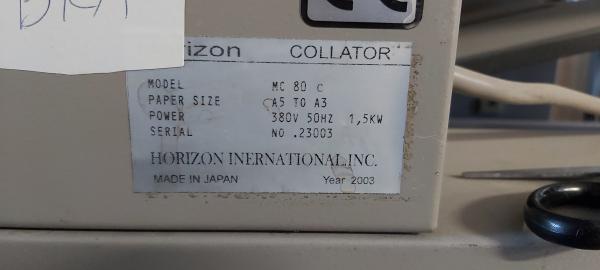 rizon COLLATOR
MODEL MC 80 C
PAPER SIZE A5 TO A3
POWER 380V 50HZ 1,5KW
SERIAL NO .23003
HORIZON INERNATIONAL.INC.
MADE IN JAPAN Year 2003